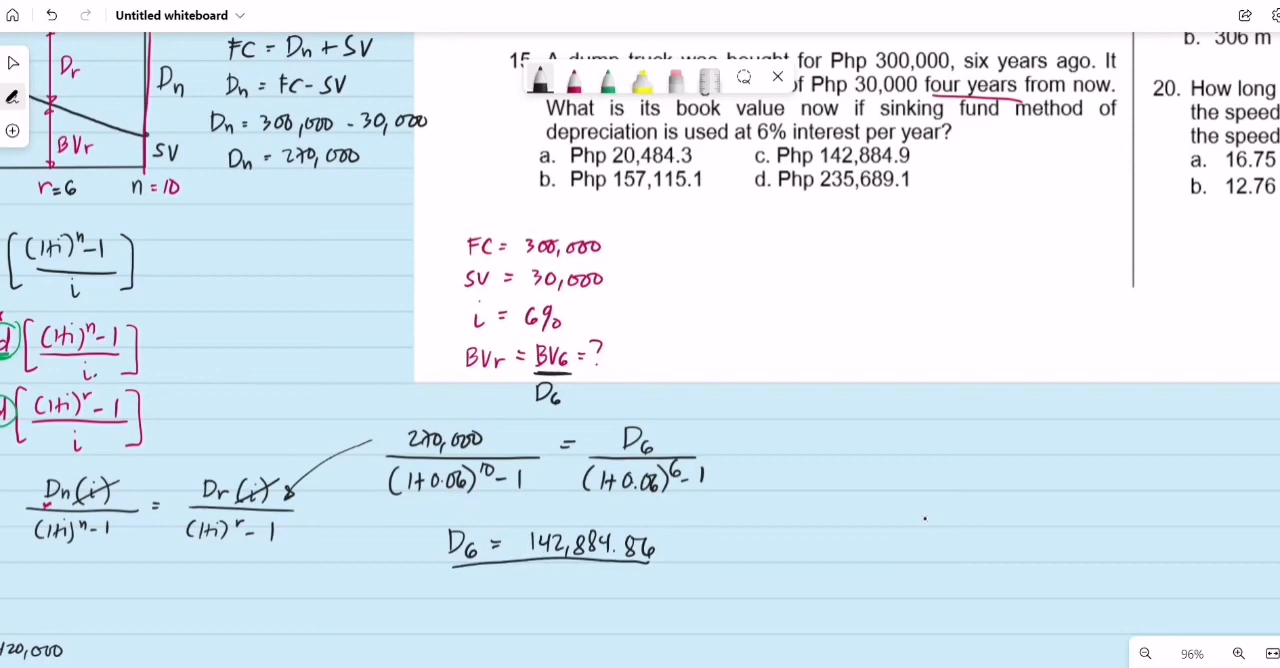 Untitled whiteboard
Dr
BVr
r=6
Dn
SV
n = 10
FC = Dn + SV
Dn = FC - SV
Dn = 300,000 - 30,000
Dn = 270,000
for Php 300,000, six years ago. It
of Php 30,000 four years from now.
What is its book value now if sinking fund method of
depreciation is used at 6% interest per year?
a. Php 20,484.3
c. Php 142,884.9
b. Php 157,115.1
d. Php 235,689.1
b. 306 m
20. How long
the speed
the speed
a. 16.75
b. 12.76
[(1+i)^n - 1
i]
d[(1+i)^n - 1
i]
d[(1+i)^r - 1
i]
FC = 300,000
SV = 30,000
i = 6%
BVr = BV6 = ?
D6
Dn(i) = Dr(i)
(1+i)^n - 1 (1+i)^r - 1
270,000 = D6
(1+0.06)^10 - 1 (1+0.06)^6 - 1
D6 = 142,884.86
420,000
96%